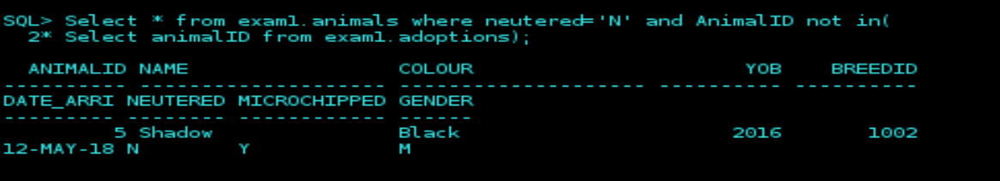 SQL> Select * from exam1.animals where neutered='N' and AnimalID not in(
  2* Select animalID from exam1.adoptions);
  ANIMALID NAME                 COLOUR                      YOB    BREEDID
---------- -------------------- -------------------- ---------- ----------
DATE_ARRI NEUTERED MICROCHIPPED GENDER
--------- -------- ------------ ------
         5 Shadow               Black                      2016       1002
12-MAY-18 N        Y            M